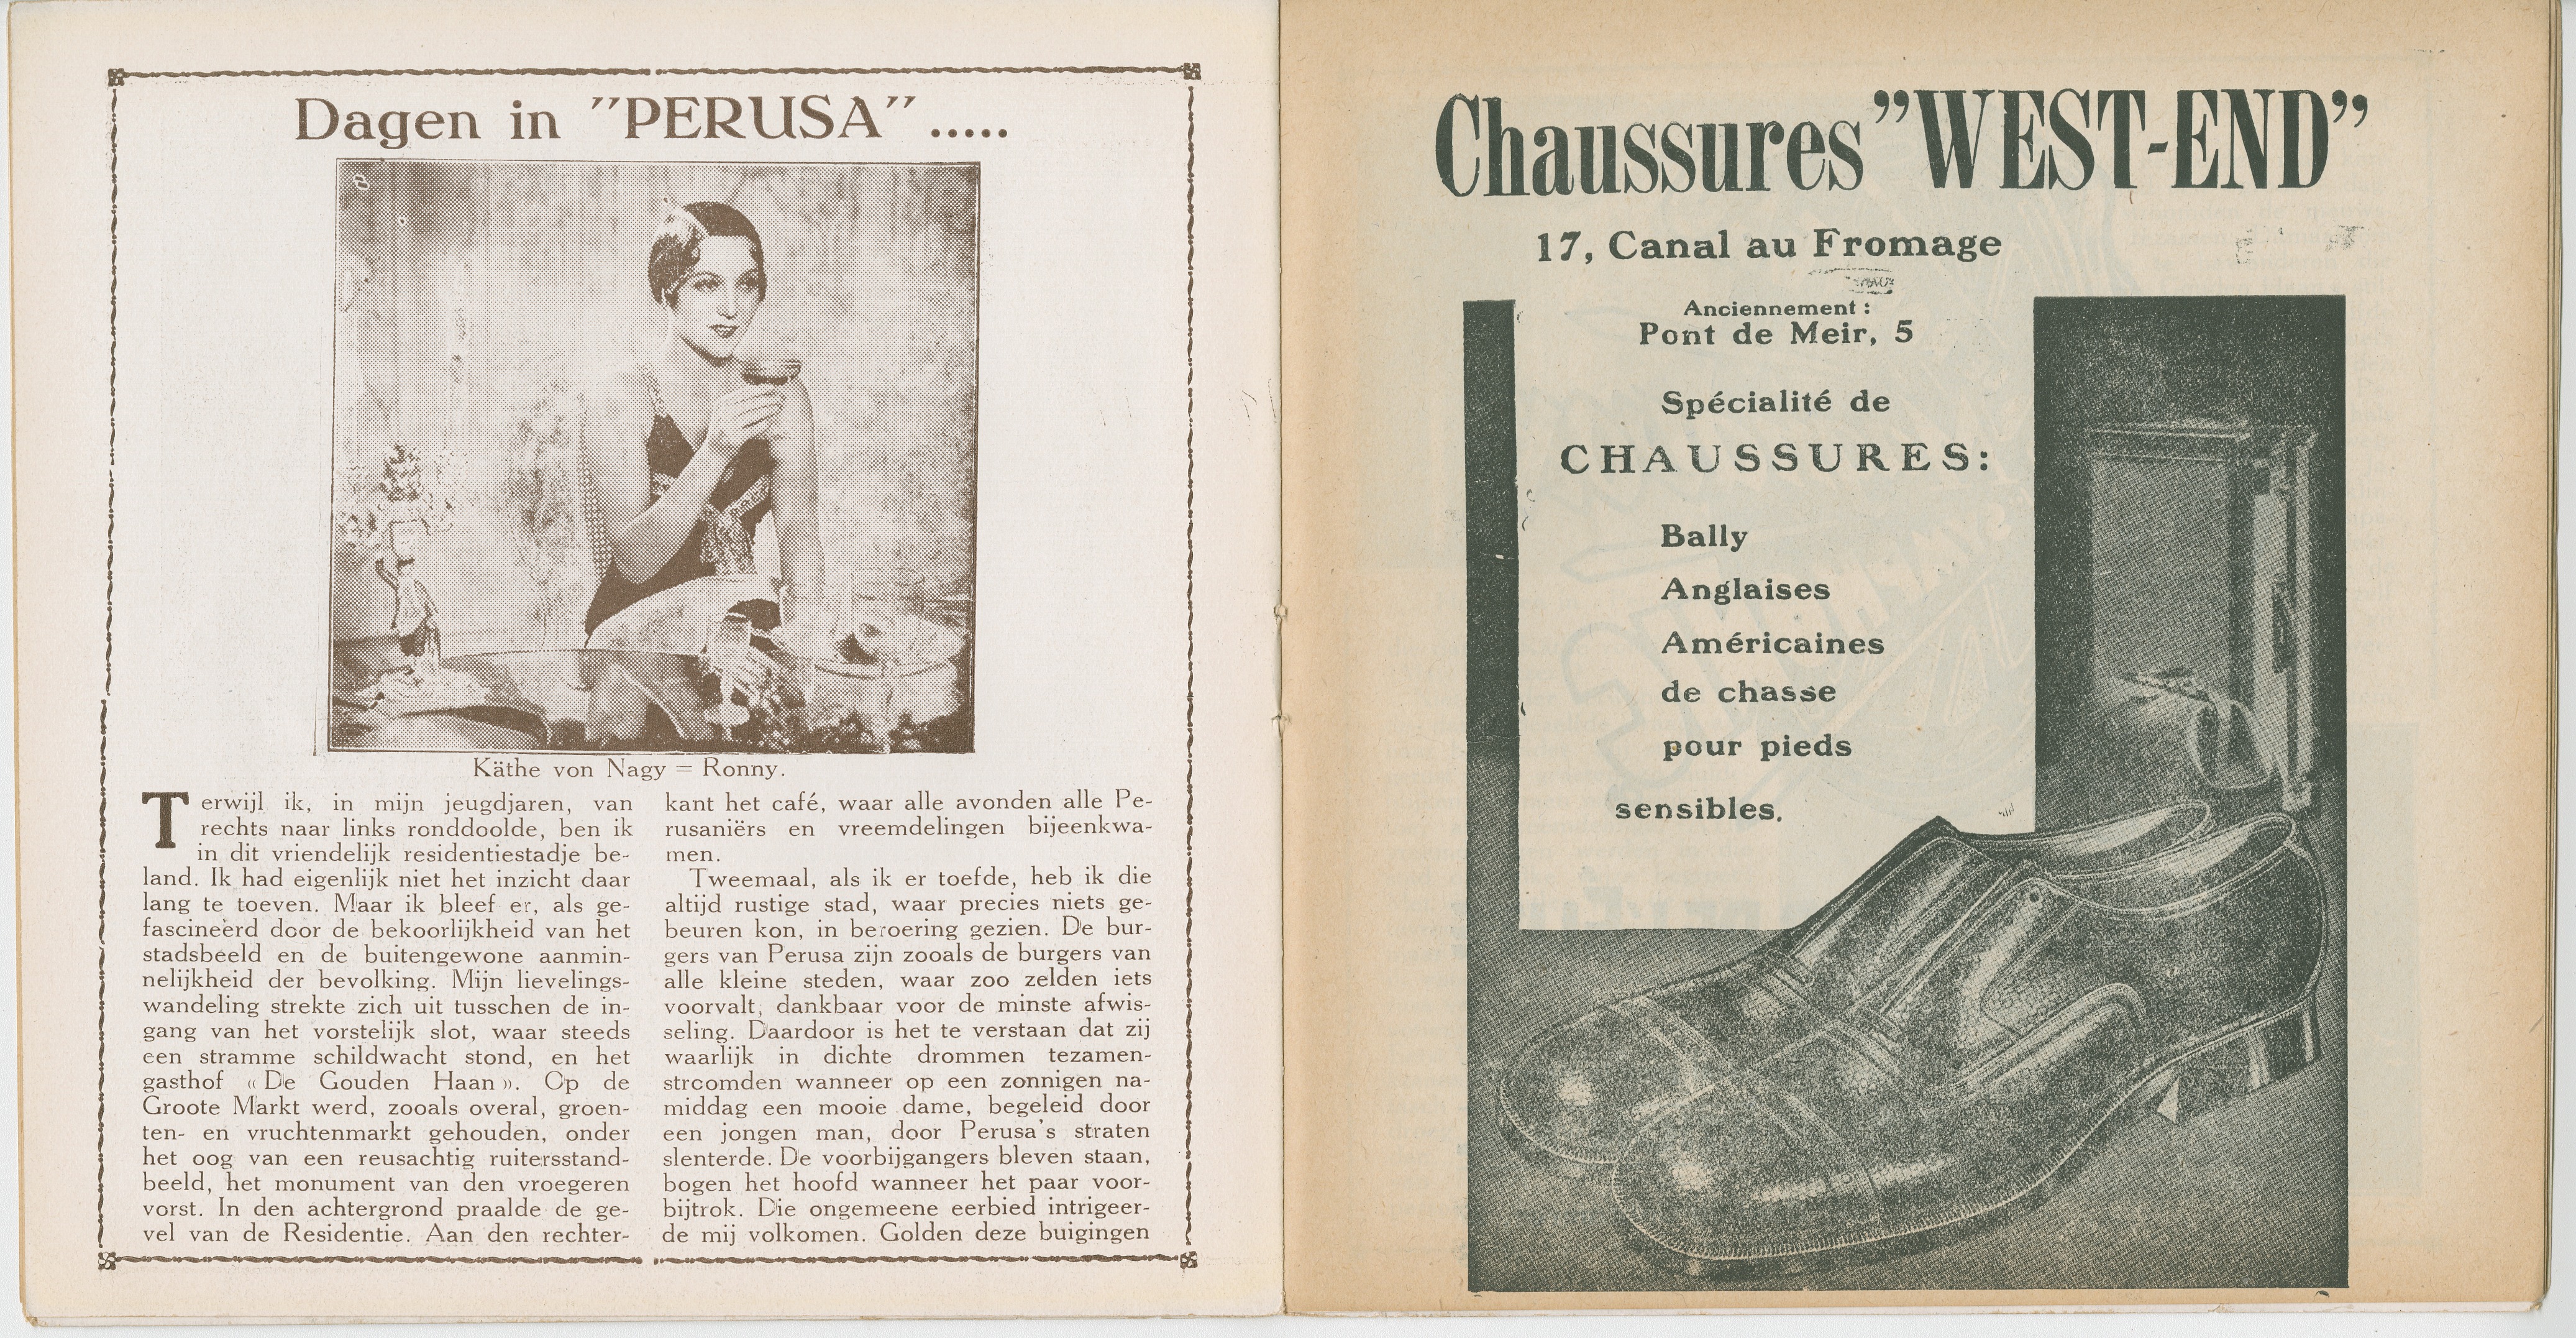 Dagen in "PERUSA".....
Käthe von Nagy = Ronny.
Terwijl ik, in mijn jeugdjaren, van
rechts naar links ronddoolde, ben ik
in dit vriendelijk residentiestadje be-
land. Ik had eigenlijk niet het inzicht daar
lang te toeven. Maar ik bleef er, als ge-
fascineerd door de bekoorlijkheid van het
stadsbeeld en de buitengewone aanmin-
nelijkheid der bevolking. Mijn lievelings-
wandeling strekte zich uit tusschen de in-
gang van het vorstelijk slot, waar steeds
een stramme schildwacht stond, en het
gasthof « De Gouden Haan ». Op de
Groote Markt werd, zooals overal, groen-
ten- en vruchtenmarkt gehouden, onder
het oog van een reusachtig ruitersstand-
beeld, het monument van den vroegeren
vorst. In den achtergrond praalde de ge-
vel van de Residentie. Aan den rechter-
kant het café, waar alle avonden alle Pe-
rusaniërs en vreemdelingen bijeenkwa-
men.
Tweemaal, als ik er toefde, heb ik die
altijd rustige stad, waar precies niets ge-
beuren kon, in beroering gezien. De bur-
gers van Perusa zijn zooals de burgers van
alle kleine steden, waar zoo zelden iets
voorvalt, dankbaar voor de minste afwis-
seling. Daardoor is het te verstaan dat zij
waarlijk in dichte drommen tezamen-
stroomden wanneer op een zonnigen na-
middag een mooie dame, begeleid door
een jongen man, door Perusa's straten
slenterde. De voorbijgangers bleven staan,
bogen het hoofd wanneer het paar voor-
bijtrok. Die ongemeene eerbied intrigeer-
de mij volkomen. Golden deze buigingen
Chaussures "WEST-END"
17, Canal au Fromage
Anciennement :
Pont de Meir, 5
Spécialité de
CHAUSSURES:
Bally
Anglaises
Américaines
de chasse
pour pieds
sensibles.